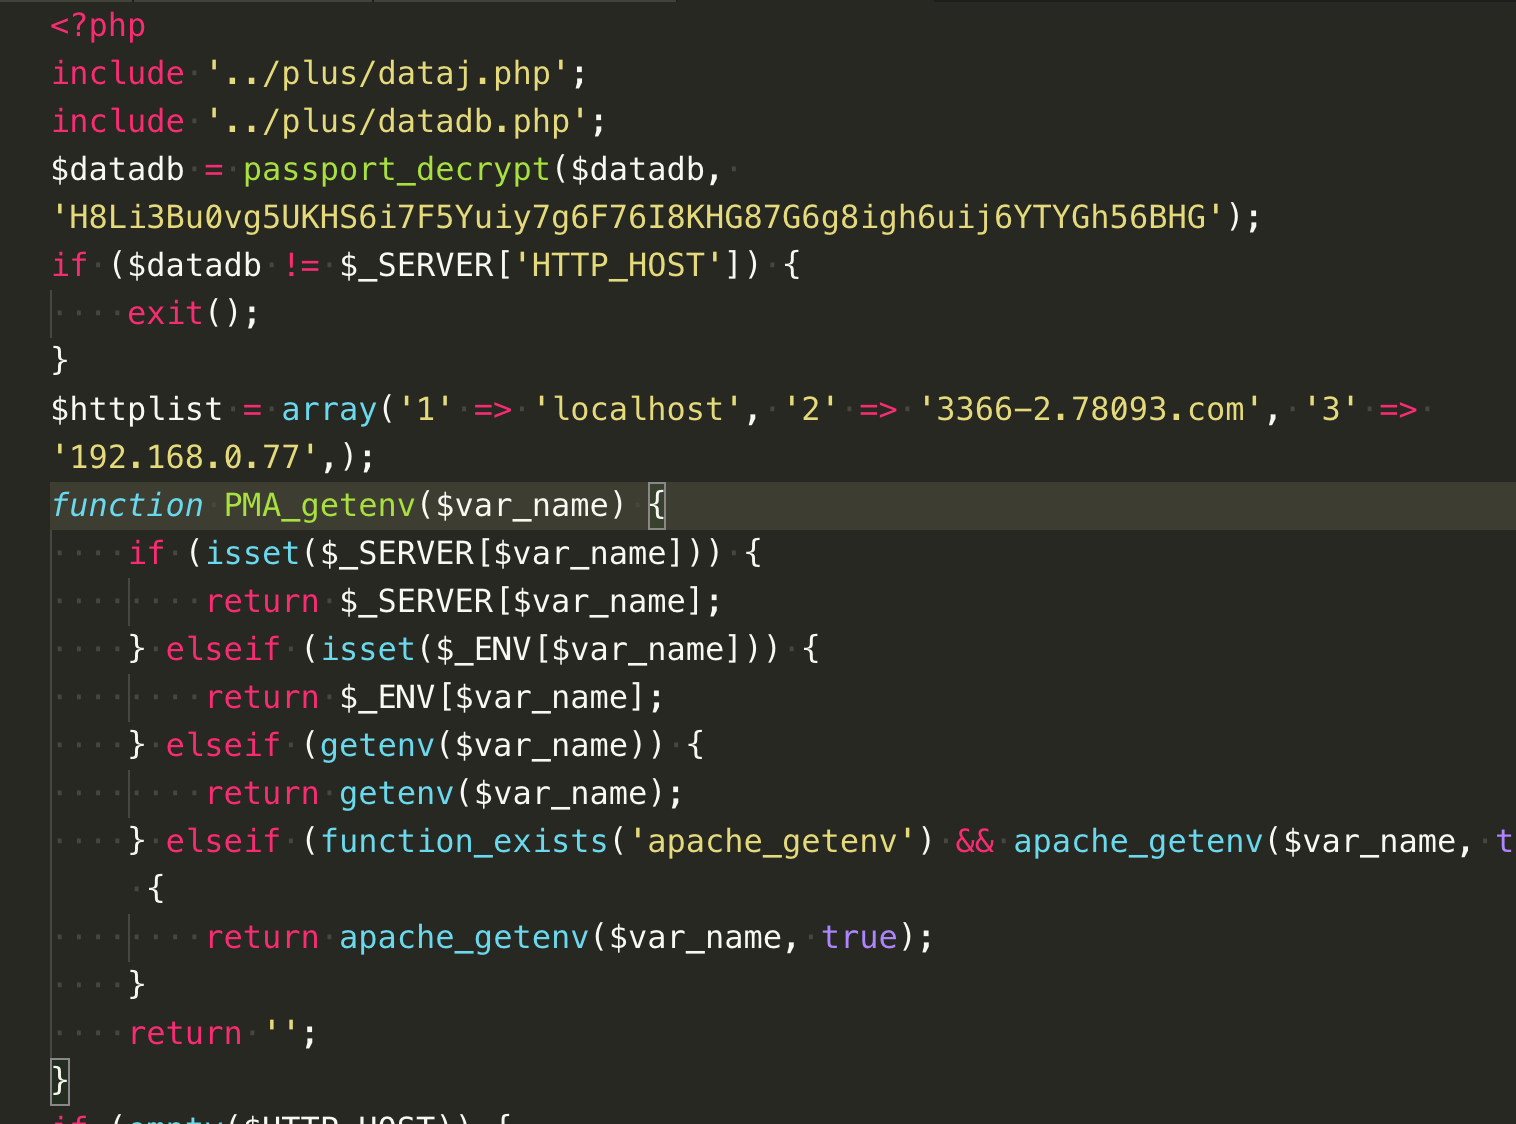 <?php
include '../plus/dataj.php';
include '../plus/datadb.php';
$datadb = passport_decrypt($datadb,
'H8Li3Bu0vg5UKHS6i7F5Yuiy7g6F76I8KHG87G6g8igh6uij6YTYGh56BHG');
if ($datadb != $_SERVER['HTTP_HOST']) {
    exit();
}
$httplist = array('1' => 'localhost', '2' => '3366-2.78093.com', '3' =>
'192.168.0.77',);
function PMA_getenv($var_name) {
    if (isset($_SERVER[$var_name])) {
        return $_SERVER[$var_name];
    } elseif (isset($_ENV[$var_name])) {
        return $_ENV[$var_name];
    } elseif (getenv($var_name)) {
        return getenv($var_name);
    } elseif (function_exists('apache_getenv') && apache_getenv($var_name, t
     {
        return apache_getenv($var_name, true);
    }
    return '';
}
if (empty($HTTP_HOST)) {